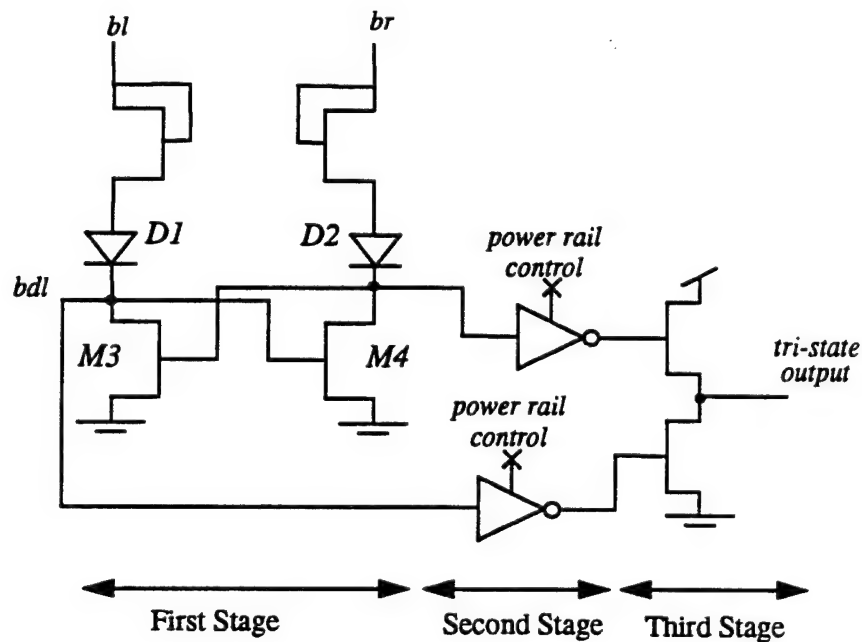 bl
br
D1
D2
power rail
control
bdl
M3
M4
tri-state
output
power rail
control
First Stage
Second Stage
Third Stage